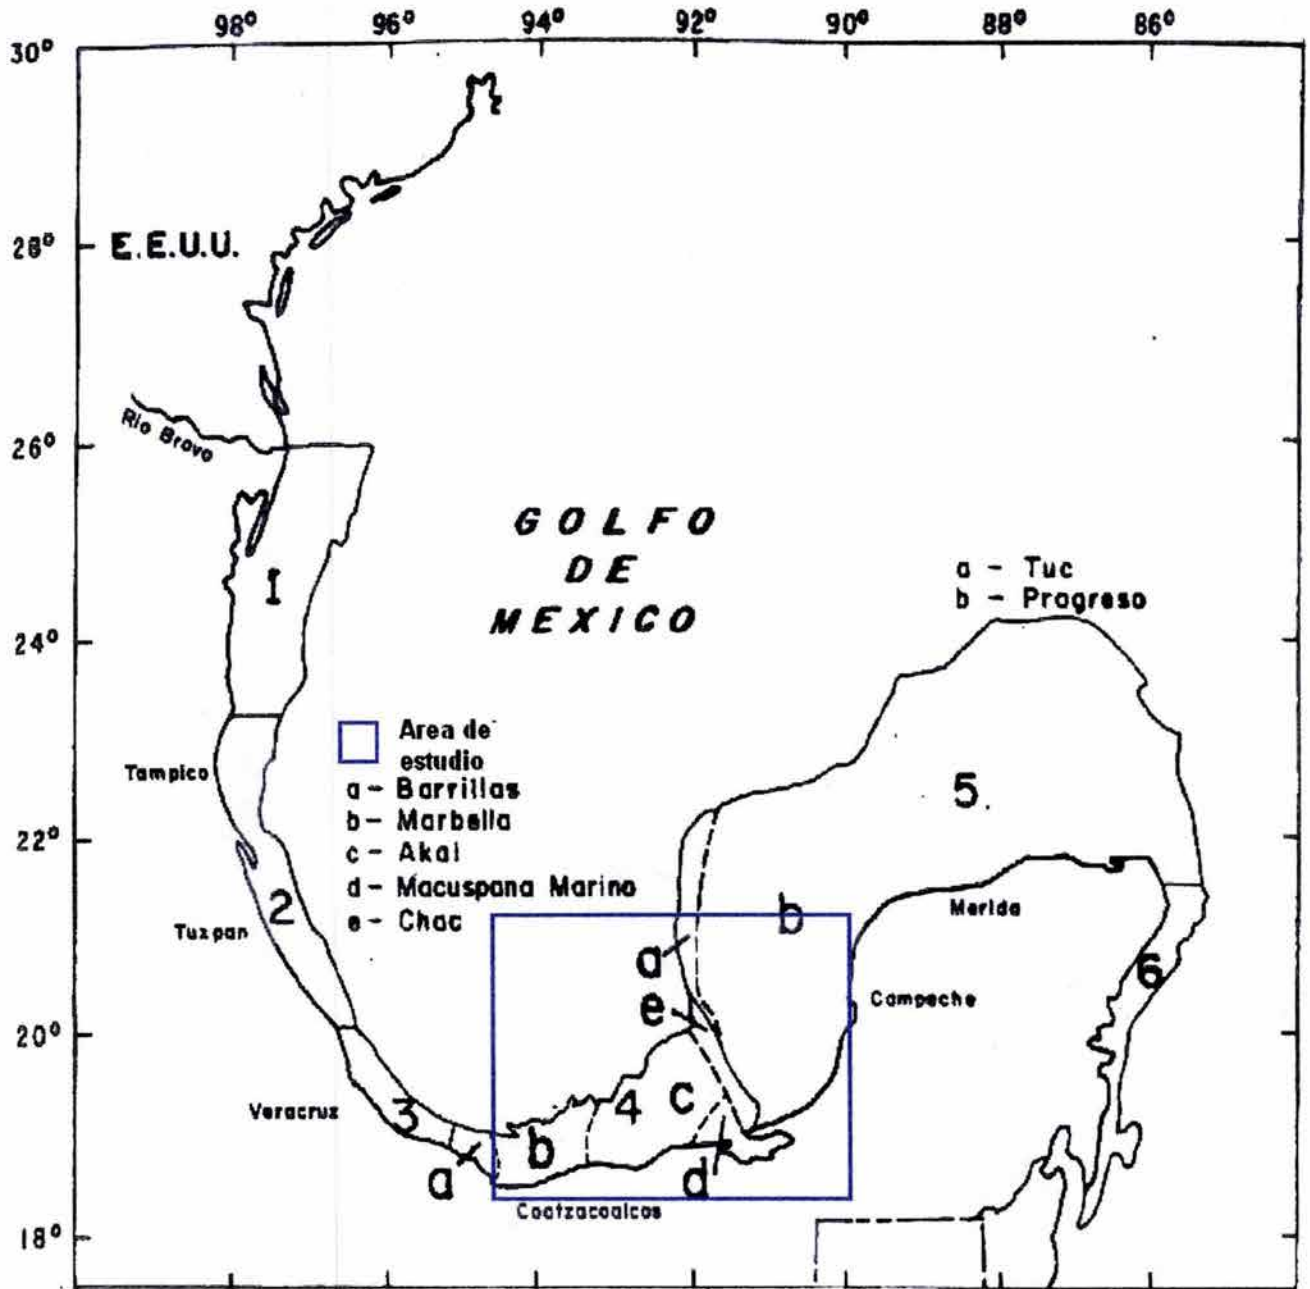 98° 96° 94° 92° 90° 88° 86°
30°
28°
26°
24°
22°
20°
18°
E.E.U.U.
Río Bravo
GOLFO
DE
MEXICO
a - Tuc
b - Progreso
1
Area de
estudio
a - Barrillas
b - Marbella
c - Akal
d - Macuspana Marino
e - Chac
Tampico
5
2
Tuxpan
b
Merida
a
6
e
Campeche
Veracruz
3
4
c
b
a
d
Coatzacoalcos